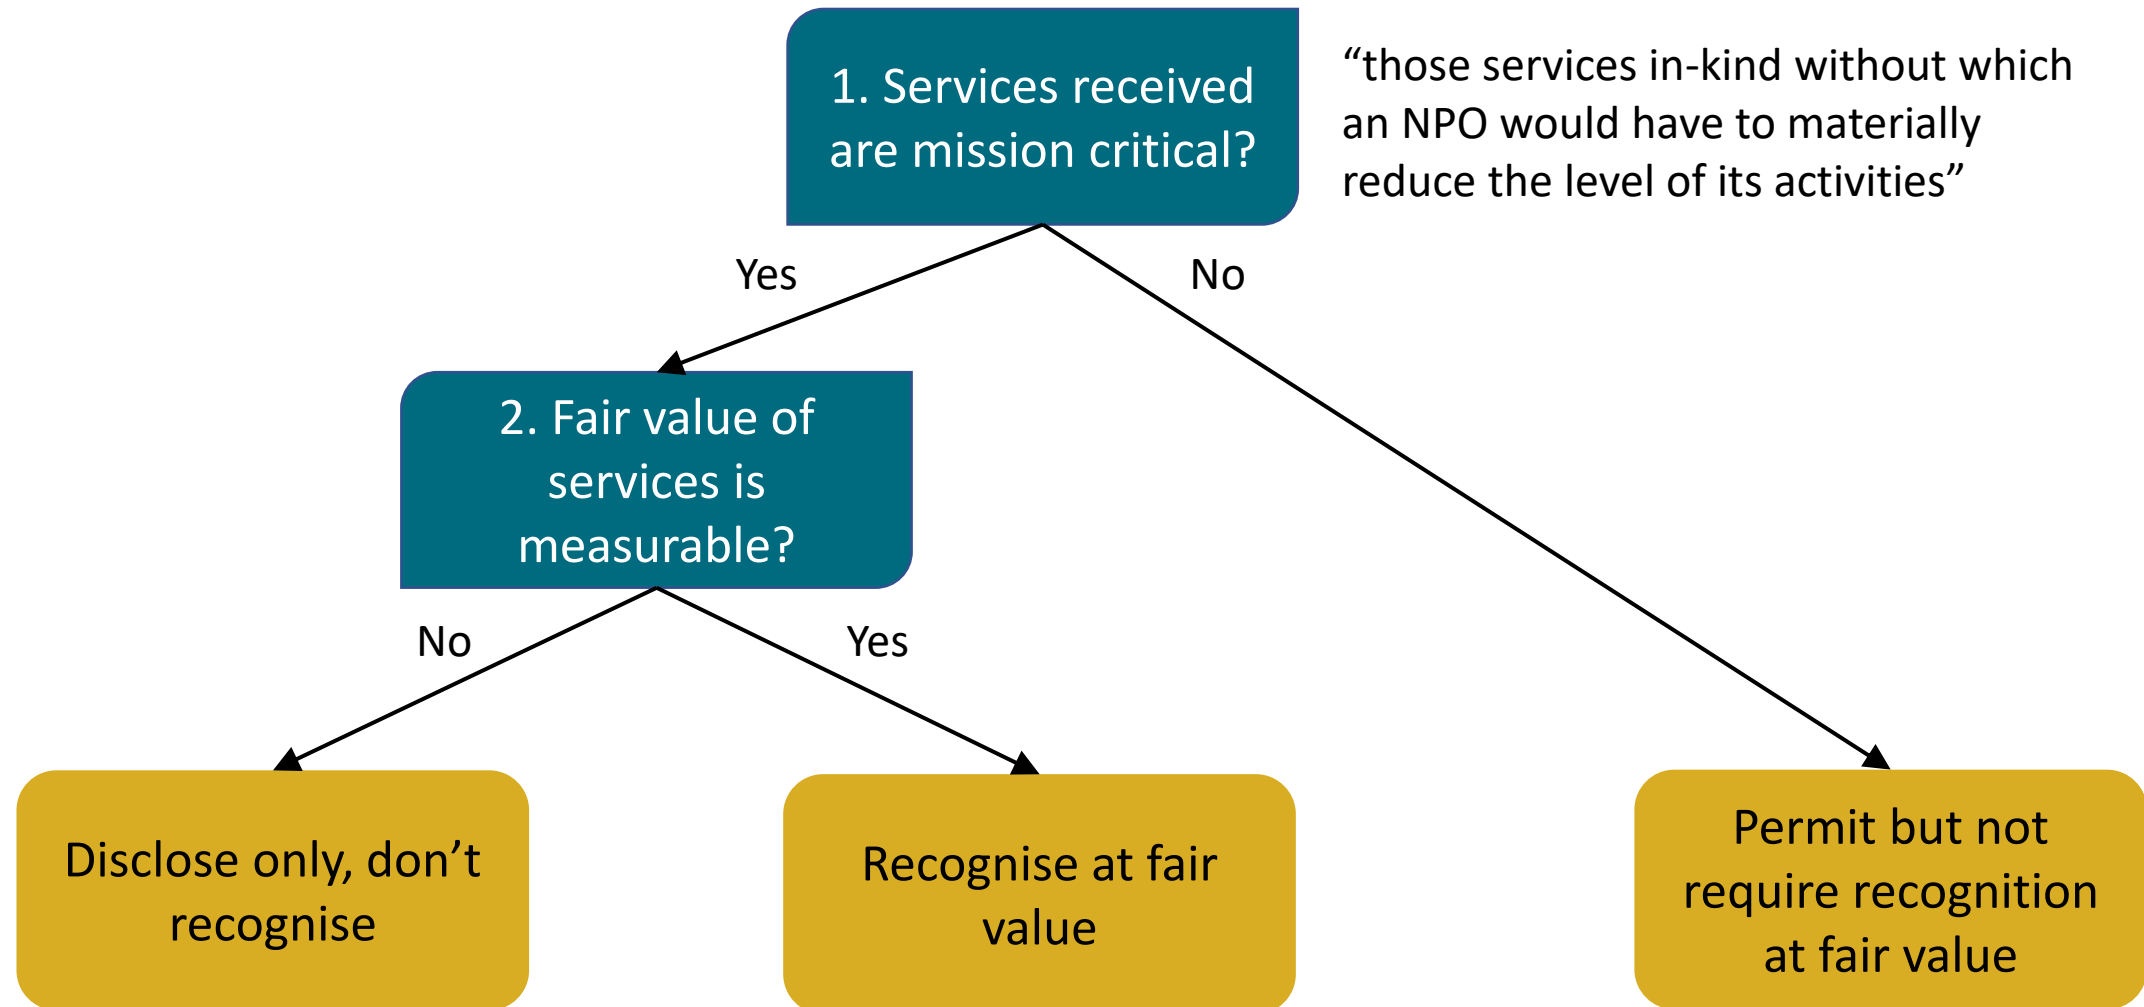 1. Services received
are mission critical?
“those services in-kind without which
an NPO would have to materially
reduce the level of its activities”
Yes
No
2. Fair value of
services is
measurable?
No
Yes
Disclose only, don’t
recognise
Recognise at fair
value
Permit but not
require recognition
at fair value